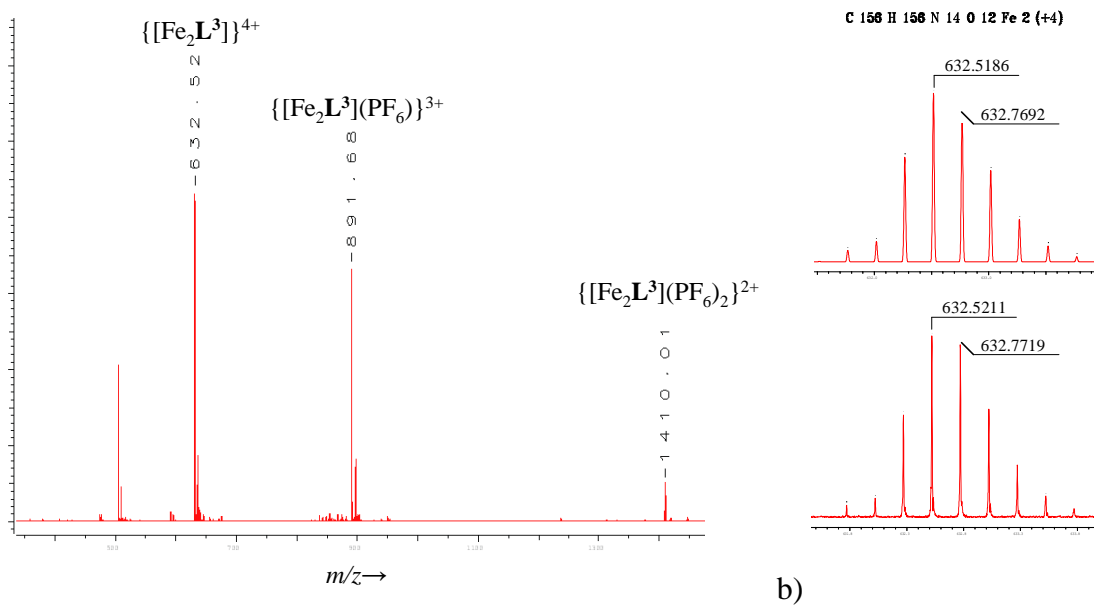 {[Fe₂L³]}⁴⁺
632.52
{[Fe₂L³](PF₆)}³⁺
891.68
{[Fe₂L³](PF₆)₂}²⁺
1410.01
500
700
900
1100
1300
m/z→
C 156 H 156 N 14 O 12 Fe 2 (+4)
632.5186
632.7692
632.5211
632.7719
b)